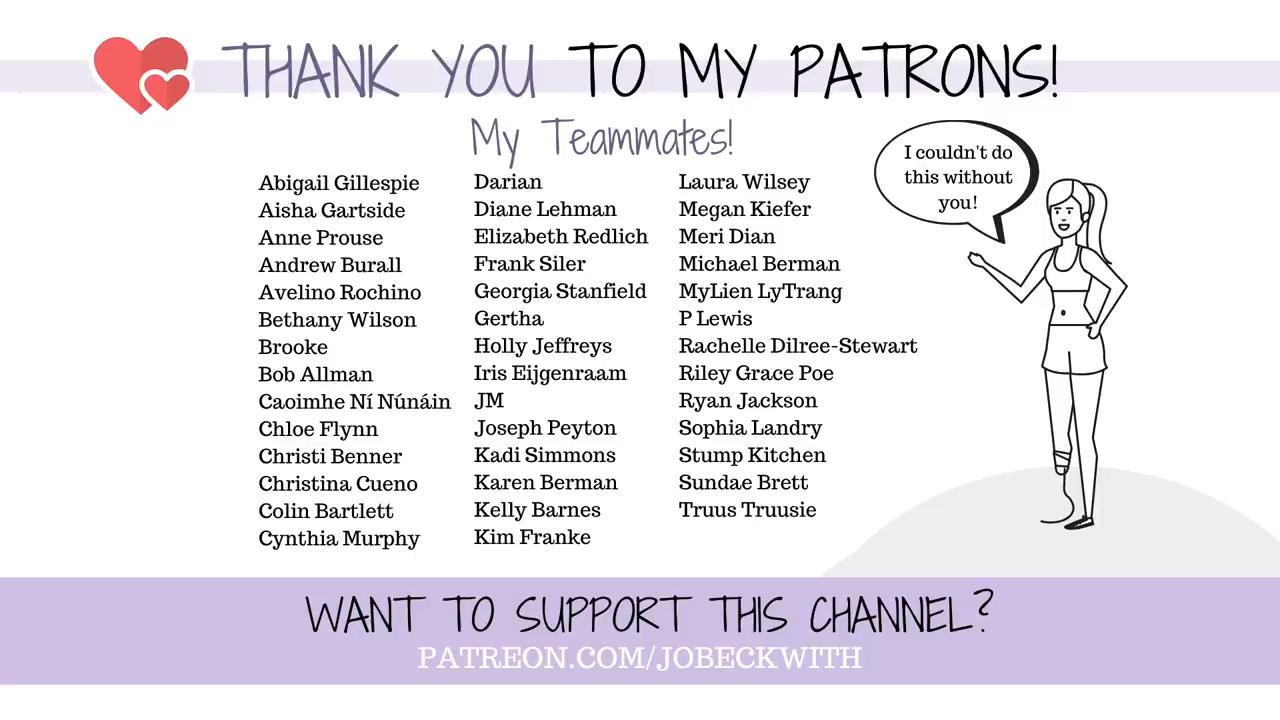 THANK YOU TO MY PATRONS!
My Teammates!
Abigail Gillespie
Aisha Gartside
Anne Prouse
Andrew Burall
Avelino Rochino
Bethany Wilson
Brooke
Bob Allman
Caoimhe Ní Núnáin
Chloe Flynn
Christi Benner
Christina Cueno
Colin Bartlett
Cynthia Murphy
Darian
Diane Lehman
Elizabeth Redlich
Frank Siler
Georgia Stanfield
Gertha
Holly Jeffreys
Iris Eijgenraam
JM
Joseph Peyton
Kadi Simmons
Karen Berman
Kelly Barnes
Kim Franke
Laura Wilsey
Megan Kiefer
Meri Dian
Michael Berman
MyLien LyTrang
P Lewis
Rachelle Dilree-Stewart
Riley Grace Poe
Ryan Jackson
Sophia Landry
Stump Kitchen
Sundae Brett
Truus Truusie
I couldn't do
this without
you!
WANT TO SUPPORT THIS CHANNEL?
PATREON.COM/JOBECKWITH